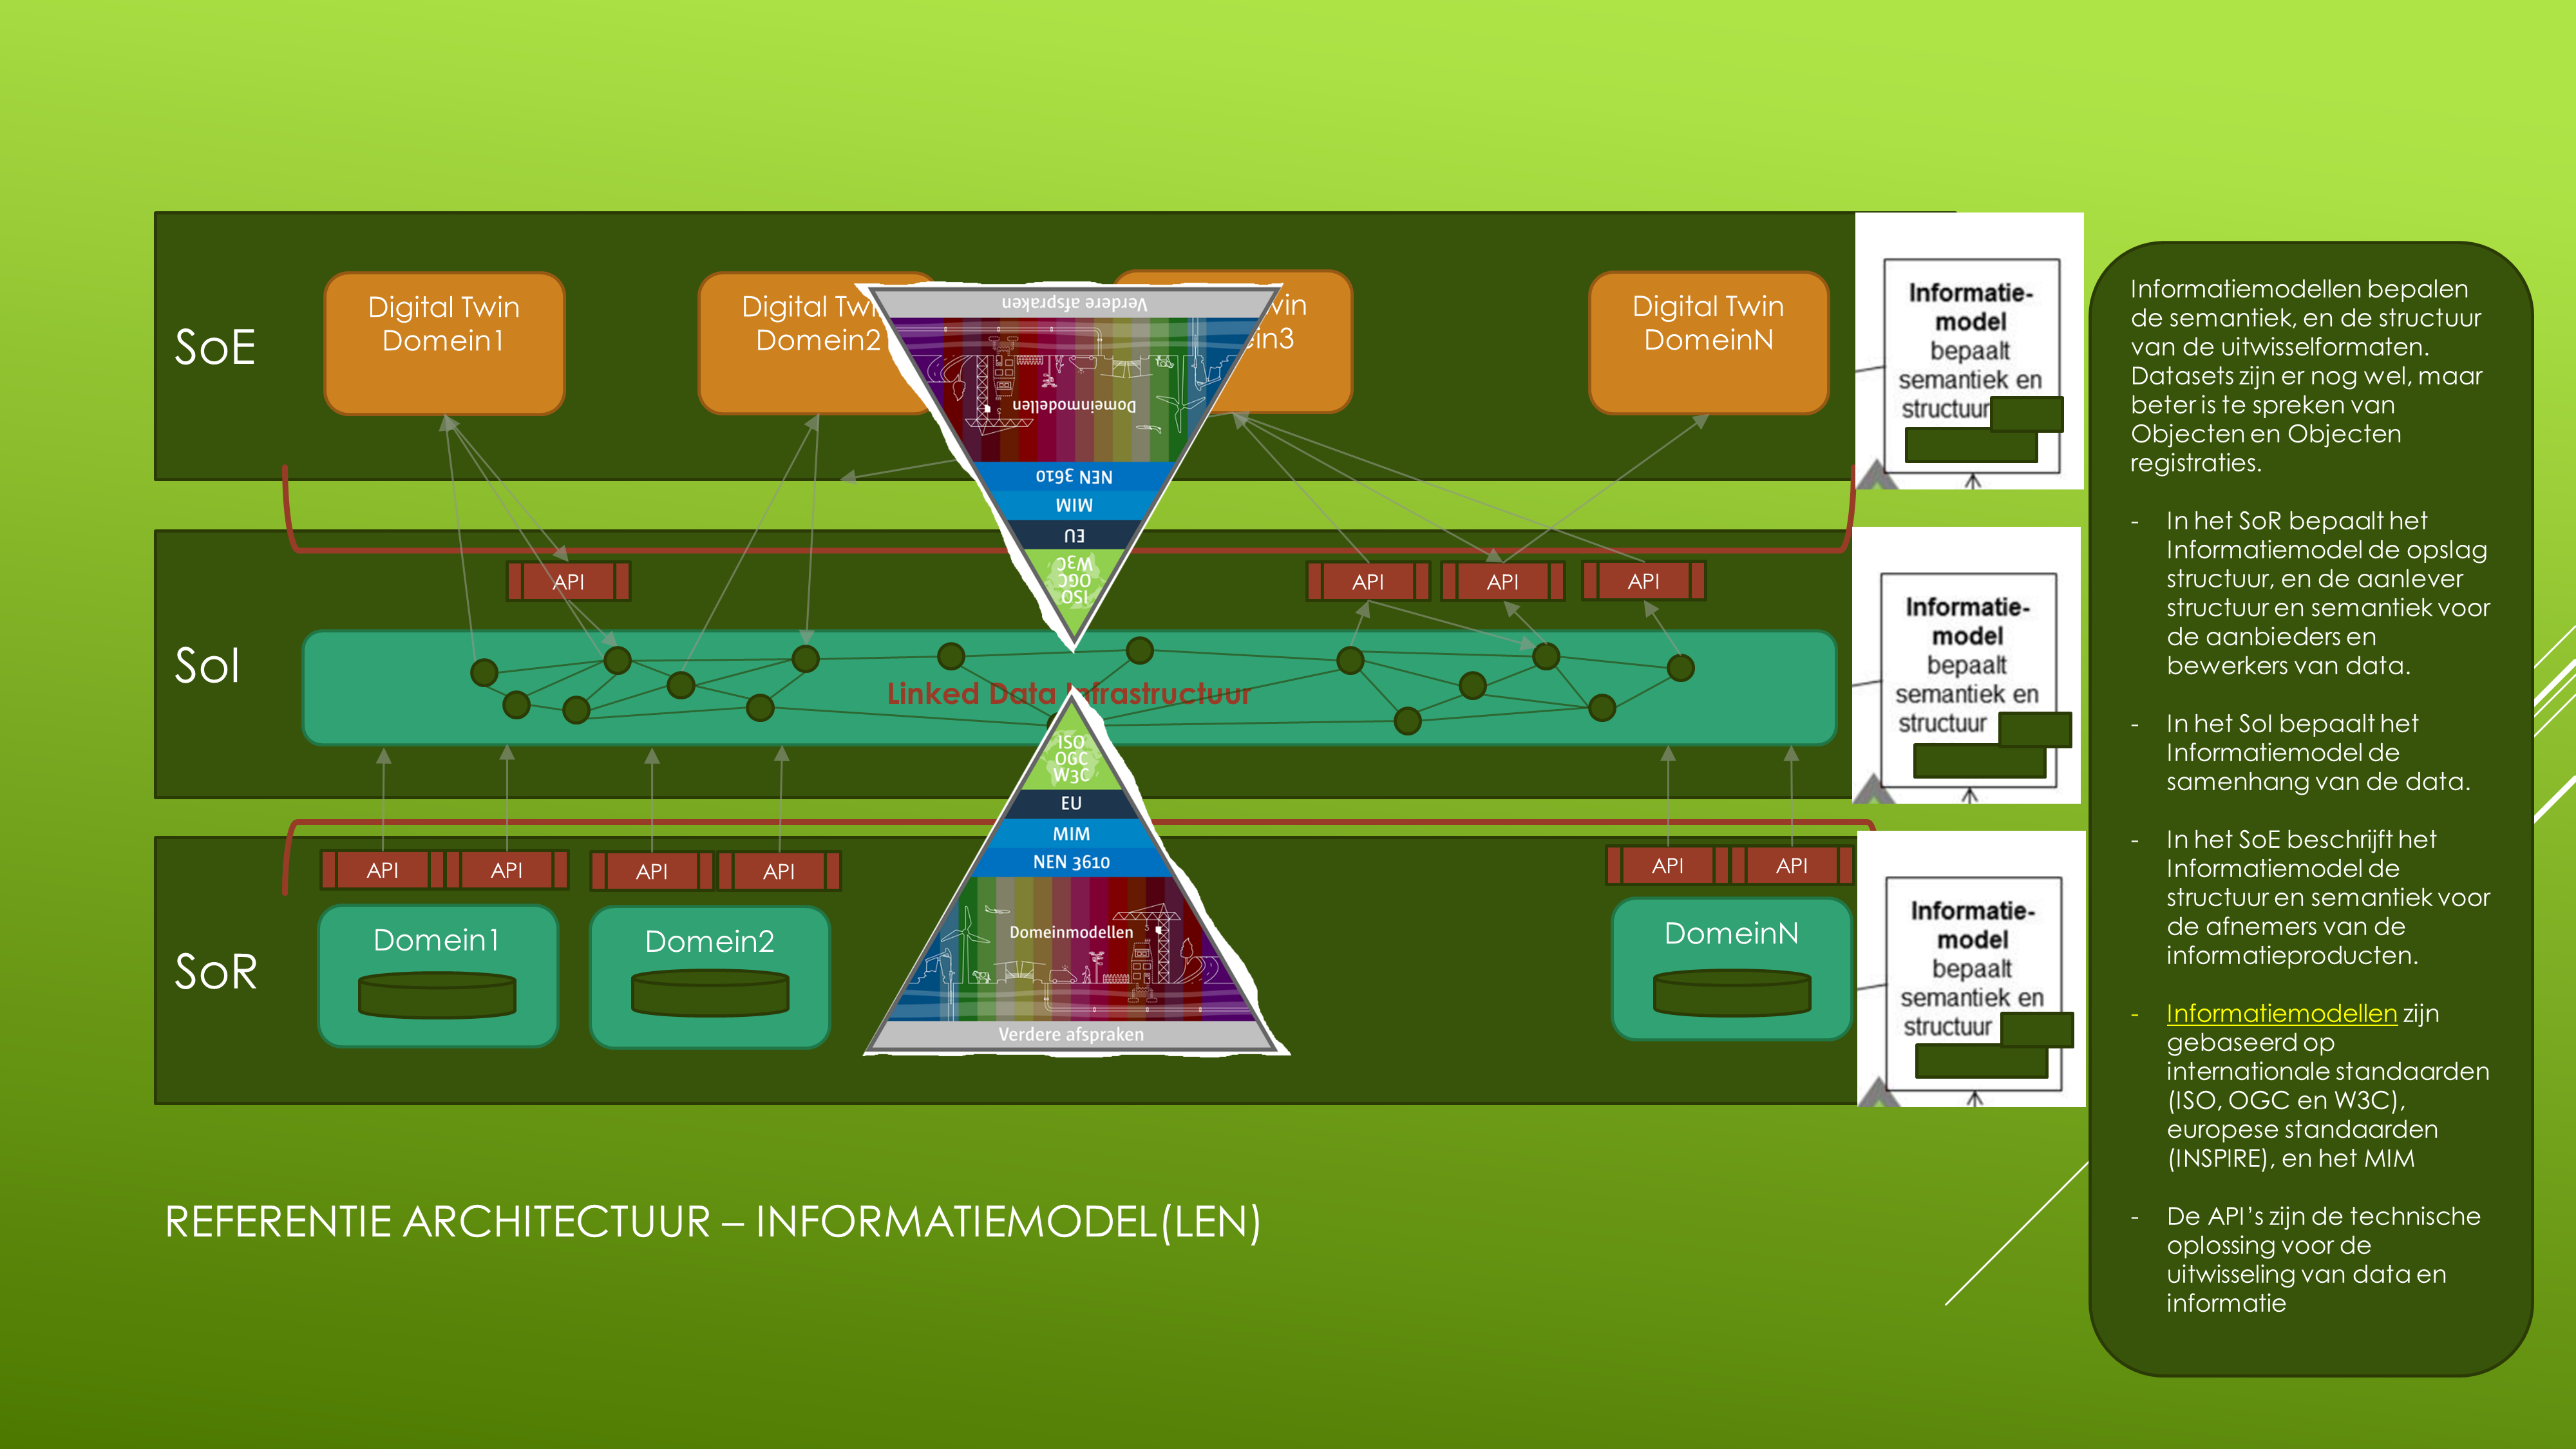 SoE
Digital Twin
Domein1
Digital Twi
Domein2
win
ein3
Digital Twin
DomeinN
Verdere afspraken
Domeinmodellen
NEN 3610
MIM
EU
W3C
OGC
ISO
Informatie-
model
bepaalt
semantiek en
structuur
SoI
API
API
API
API
Linked Data Infrastructuur
Informatie-
model
bepaalt
semantiek en
structuur
ISO
OGC
W3C
EU
MIM
NEN 3610
Domeinmodellen
Verdere afspraken
SoR
API
API
API
API
API
API
Domein1
Domein2
DomeinN
Informatie-
model
bepaalt
semantiek en
structuur
Informatiemodellen bepalen
de semantiek, en de structuur
van de uitwisselformaten.
Datasets zijn er nog wel, maar
beter is te spreken van
Objecten en Objecten
registraties.
- In het SoR bepaalt het
Informatiemodel de opslag
structuur, en de aanlever
structuur en semantiek voor
de aanbieders en
bewerkers van data.
- In het SoI bepaalt het
Informatiemodel de
samenhang van de data.
- In het SoE beschrijft het
Informatiemodel de
structuur en semantiek voor
de afnemers van de
informatieproducten.
- Informatiemodellen zijn
gebaseerd op
internationale standaarden
(ISO, OGC en W3C),
europese standaarden
(INSPIRE), en het MIM
- De API's zijn de technische
oplossing voor de
uitwisseling van data en
informatie
REFERENTIE ARCHITECTUUR – INFORMATIEMODEL(LEN)